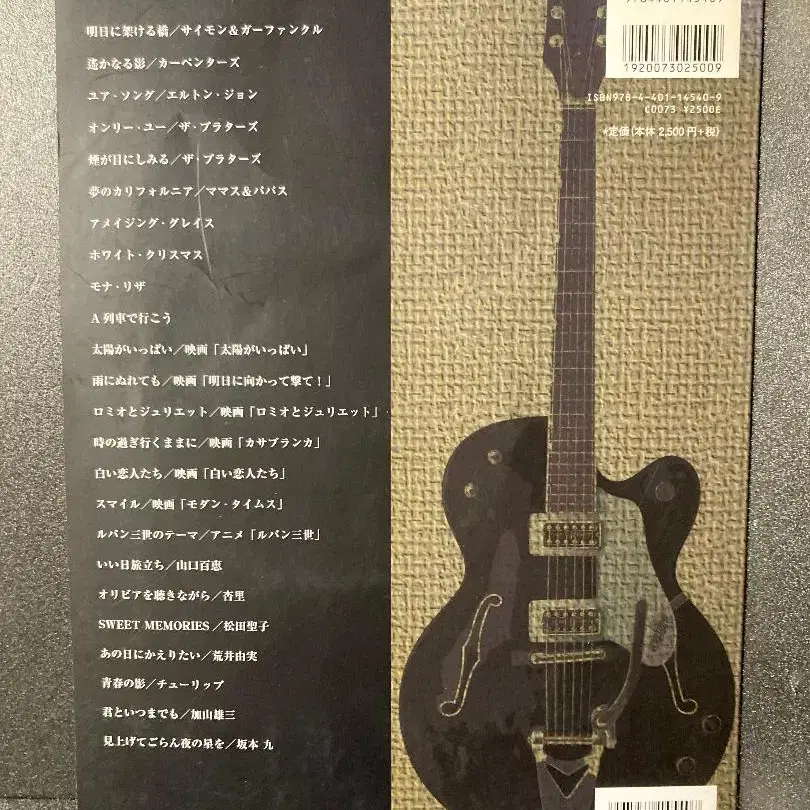 明日に架ける橋／サイモン＆ガーファンクル
遙かなる影／カーペンターズ
ユア・ソング／エルトン・ジョン
オンリー・ユー／ザ・プラターズ
煙が目にしみる／ザ・プラターズ
夢のカリフォルニア／ママス＆パパス
アメイジング・グレイス
ホワイト・クリスマス
モナ・リザ
A 列車で行こう
太陽がいっぱい／映画「太陽がいっぱい」
雨にぬれても／映画「明日に向かって撃て！」
ロミオとジュリエット／映画「ロミオとジュリエット」
時の過ぎ行くままに／映画「カサブランカ」
白い恋人たち／映画「白い恋人たち」
スマイル／映画「モダン・タイムス」
ルパン三世のテーマ／アニメ「ルパン三世」
いい日旅立ち／山口百恵
オリビアを聴きながら／杏里
SWEET MEMORIES／松田聖子
あの日にかえりたい／荒井由実
青春の影／チューリップ
君といつまでも／加山雄三
見上げてごらん夜の星を／坂本 九
1920073025009
ISBN978-4-401-14540-9
C0073 ¥2500E
*定価(本体 2,500円+税)